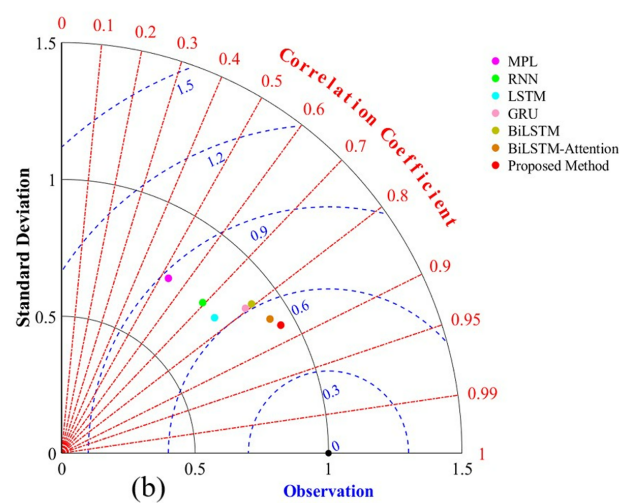 0
0.1
0.2
0.3
0.4
0.5
0.6
0.7
0.8
0.9
0.95
0.99
1
Correlation Coefficient
MPL
RNN
LSTM
GRU
BiLSTM
BiLSTM-Attention
Proposed Method
1.5
1
0.5
0
Standard Deviation
1.5
1.2
0.9
0.6
0.3
0
0
0.5
1
1.5
Observation
(b)